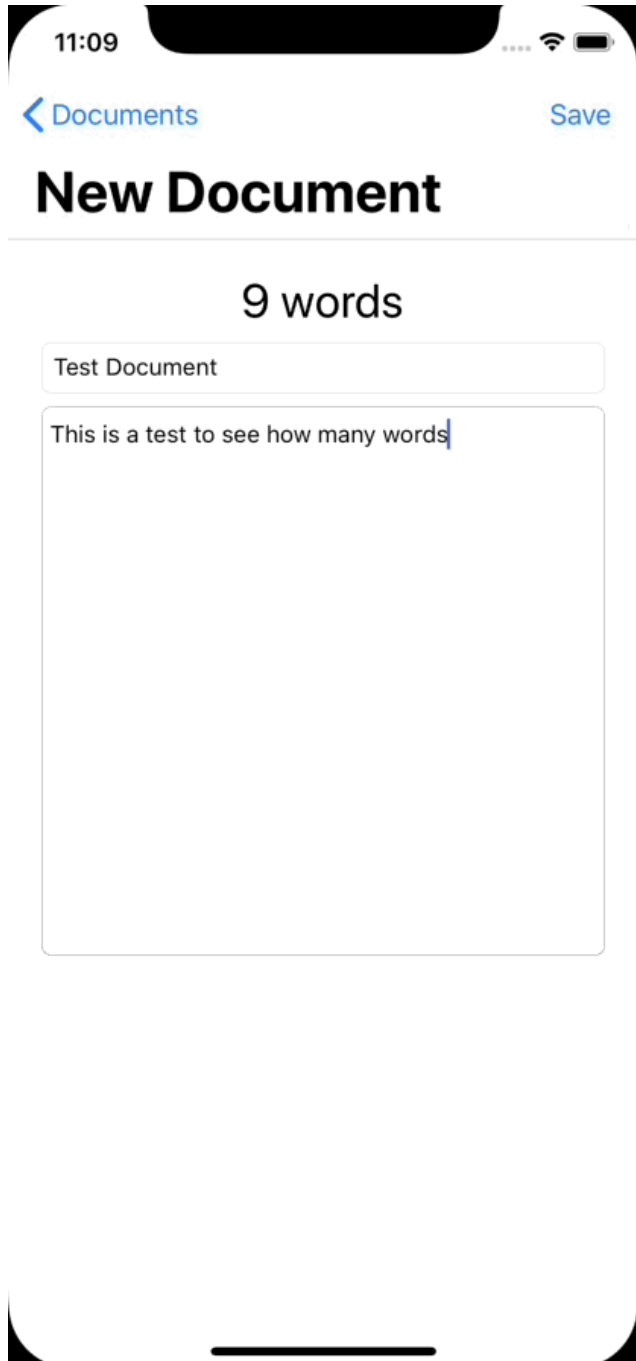 11:09
Documents Save
New Document
9 words
Test Document
This is a test to see how many words